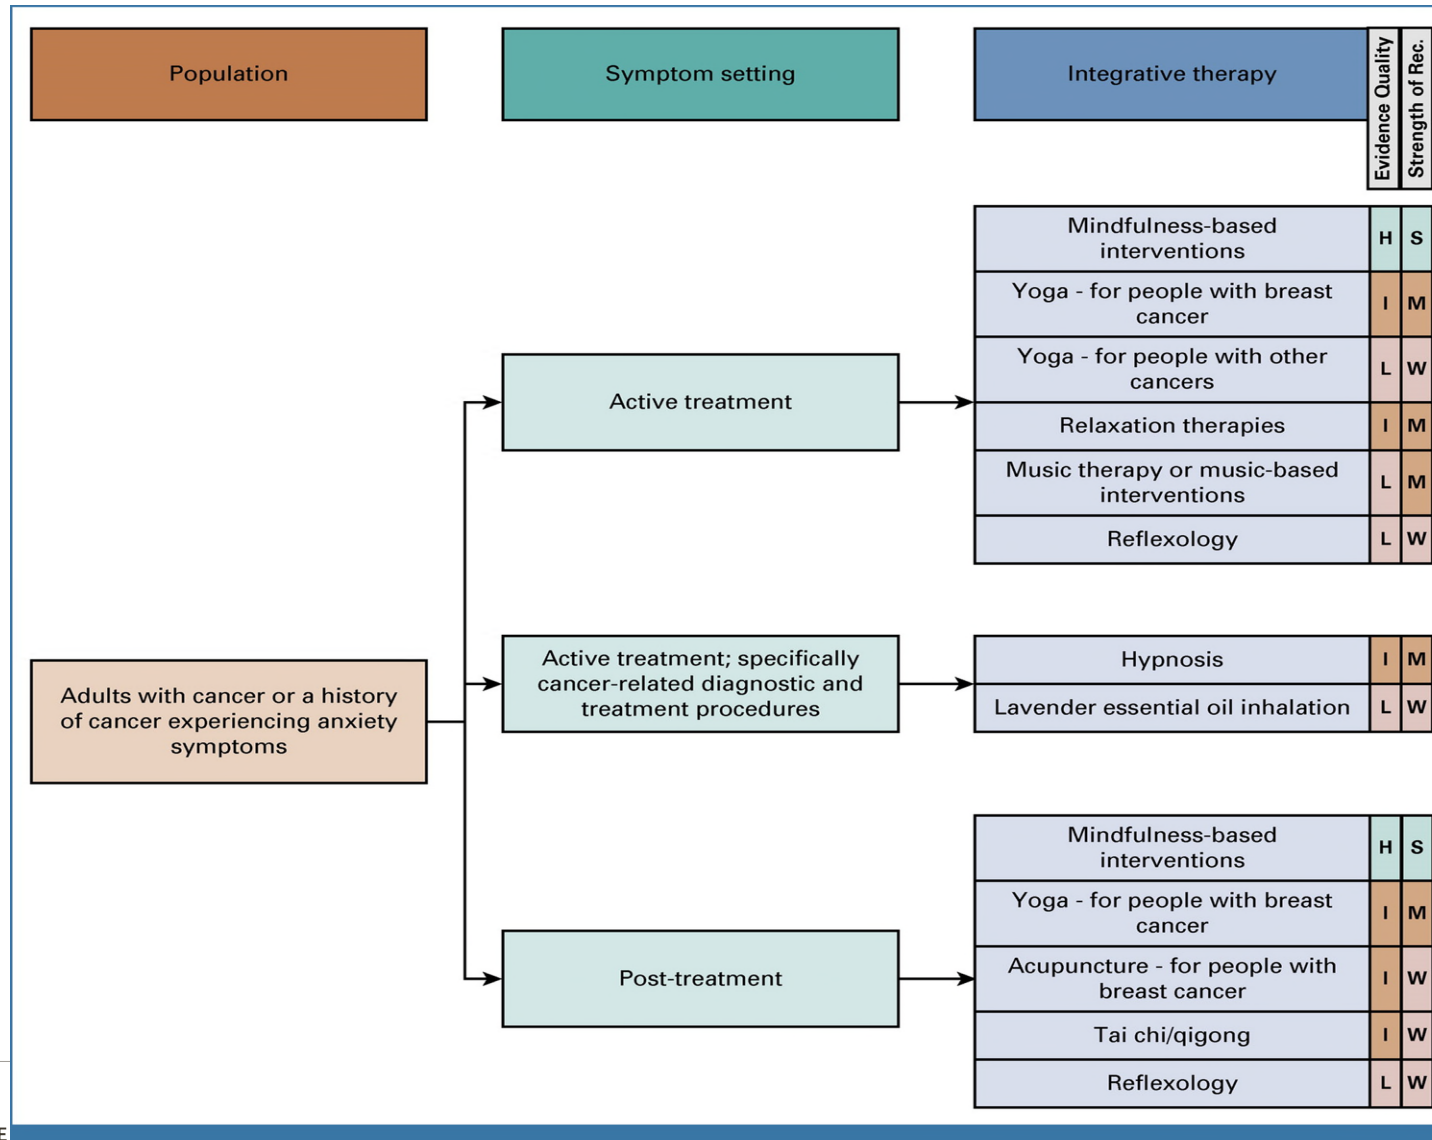 Population
Symptom setting
Integrative therapy
Evidence Quality
Strength of Rec.
Adults with cancer or a history
of cancer experiencing anxiety
symptoms
Active treatment
Mindfulness-based
interventions
H S
Yoga - for people with breast
cancer
I M
Yoga - for people with other
cancers
L W
Relaxation therapies
I M
Music therapy or music-based
interventions
L M
Reflexology
L W
Active treatment; specifically
cancer-related diagnostic and
treatment procedures
Hypnosis
I M
Lavender essential oil inhalation
L W
Post-treatment
Mindfulness-based
interventions
H S
Yoga - for people with breast
cancer
I M
Acupuncture - for people with
breast cancer
I W
Tai chi/qigong
I W
Reflexology
L W
E